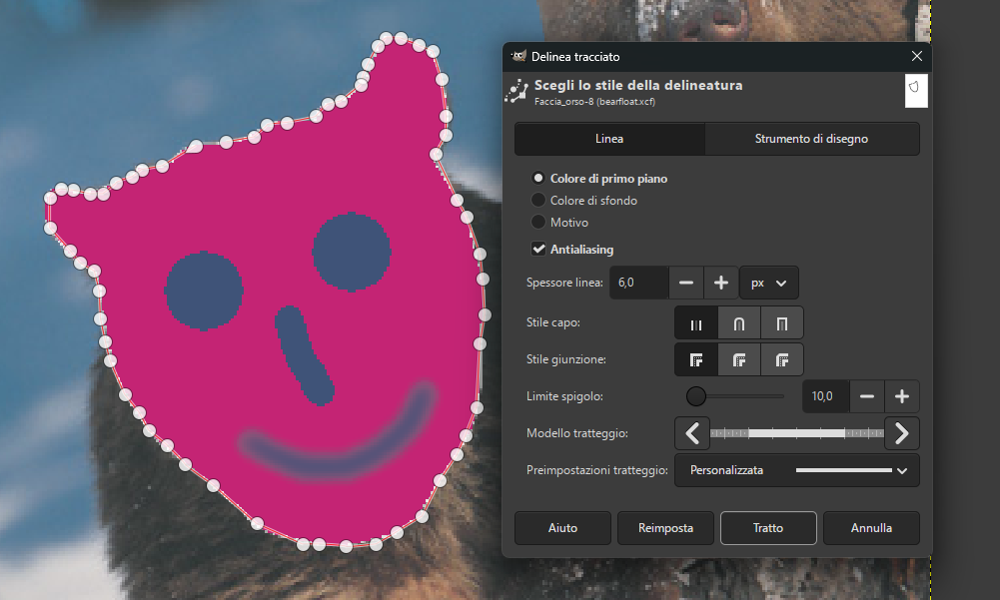 Delinea tracciato
Scegli lo stile della delineatura
Faccia_orso-8 (bearfloat.xcf)
Linea
Strumento di disegno
Colore di primo piano
Colore di sfondo
Motivo
Antialiasing
Spessore linea: 6,0 px
Stile capo:
Stile giunzione:
Limite spigolo: 10,0
Modello tratteggio:
Preimpostazioni tratteggio: Personalizzata
Aiuto
Reimposta
Tratto
Annulla